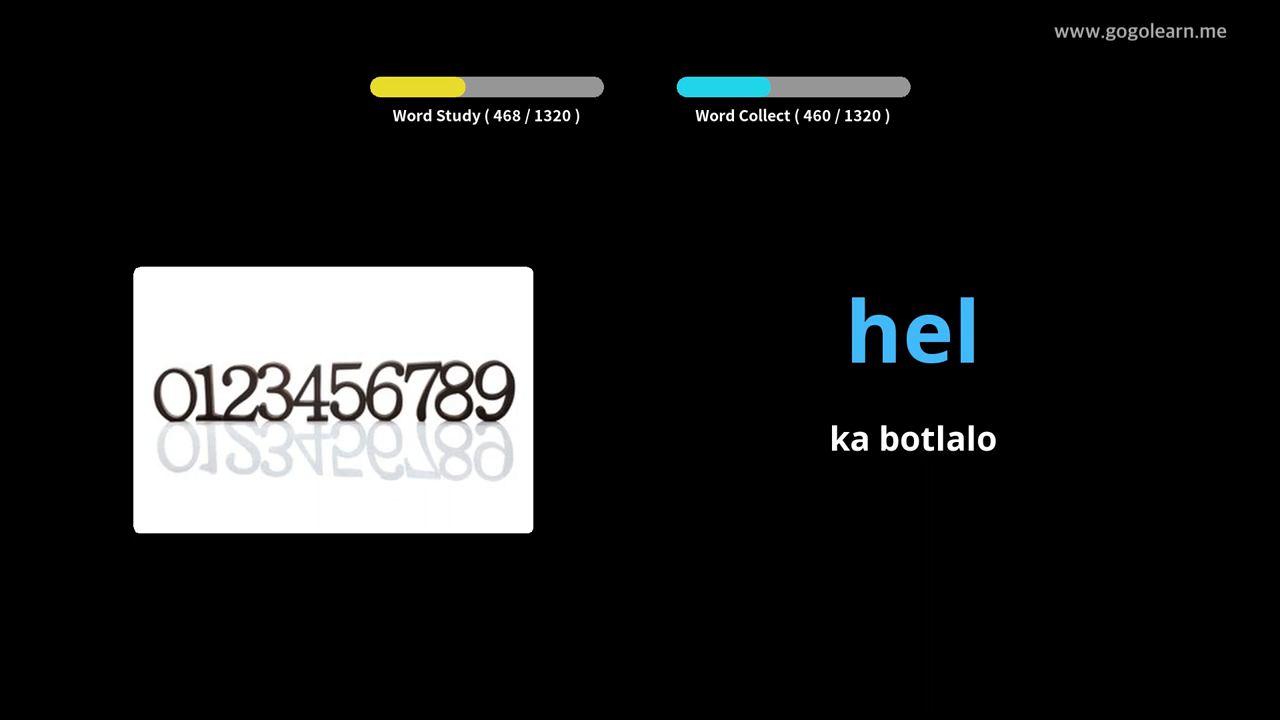 www.gogolearn.me
Word Study ( 468 / 1320 )
Word Collect ( 460 / 1320 )
0123456789
hel
ka botlalo